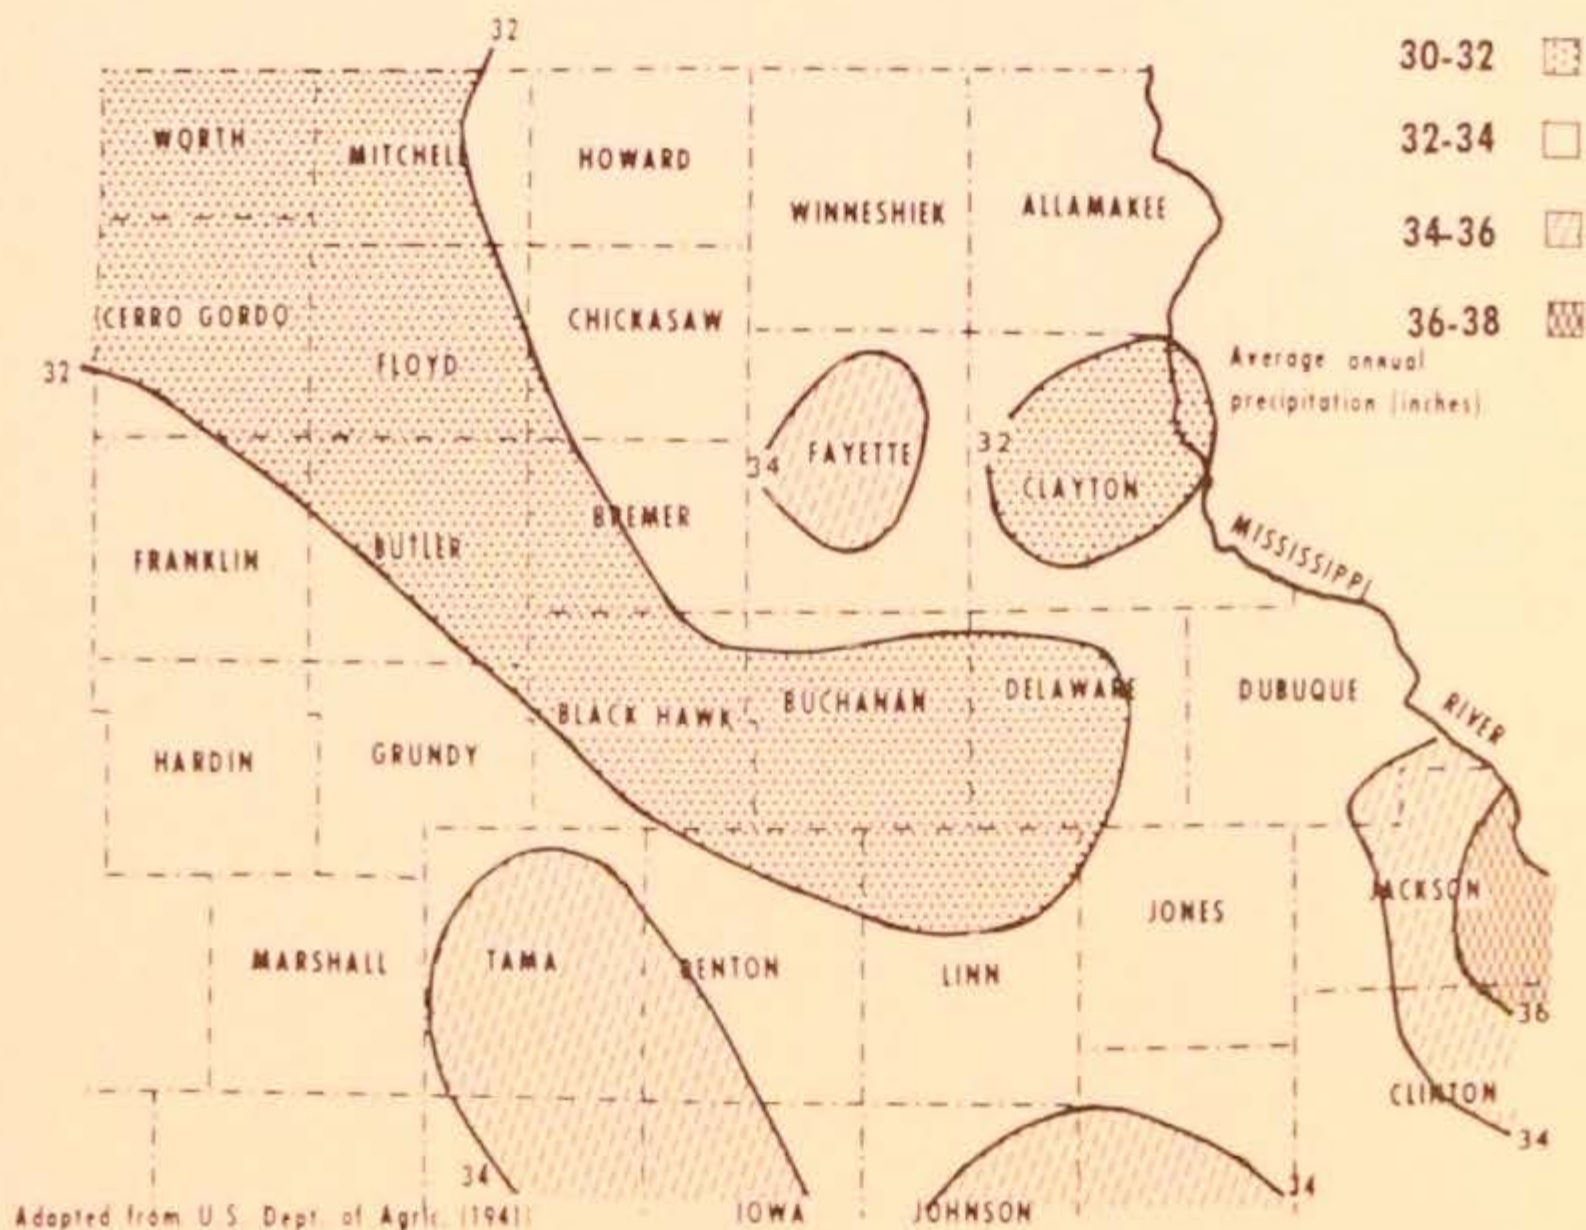 32
30-32
32-34
34-36
36-38
Average annual
precipitation (inches)
WORTH
MITCHELL
HOWARD
WINNESHIEK
ALLAMAKEE
CERRO GORDO
CHICKASAW
FLOYD
32
34
FAYETTE
32
CLAYTON
BREMER
FRANKLIN
BUTLER
MISSISSIPPI
RIVER
BLACK HAWK
BUCHANAN
DELAWARE
DUBUQUE
HARDIN
GRUNDY
JACKSON
JONES
MARSHALL
TAMA
BENTON
LINN
36
CLINTON
34
34
34
IOWA
JOHNSON
Adapted from U.S. Dept. of Agric. (1941)